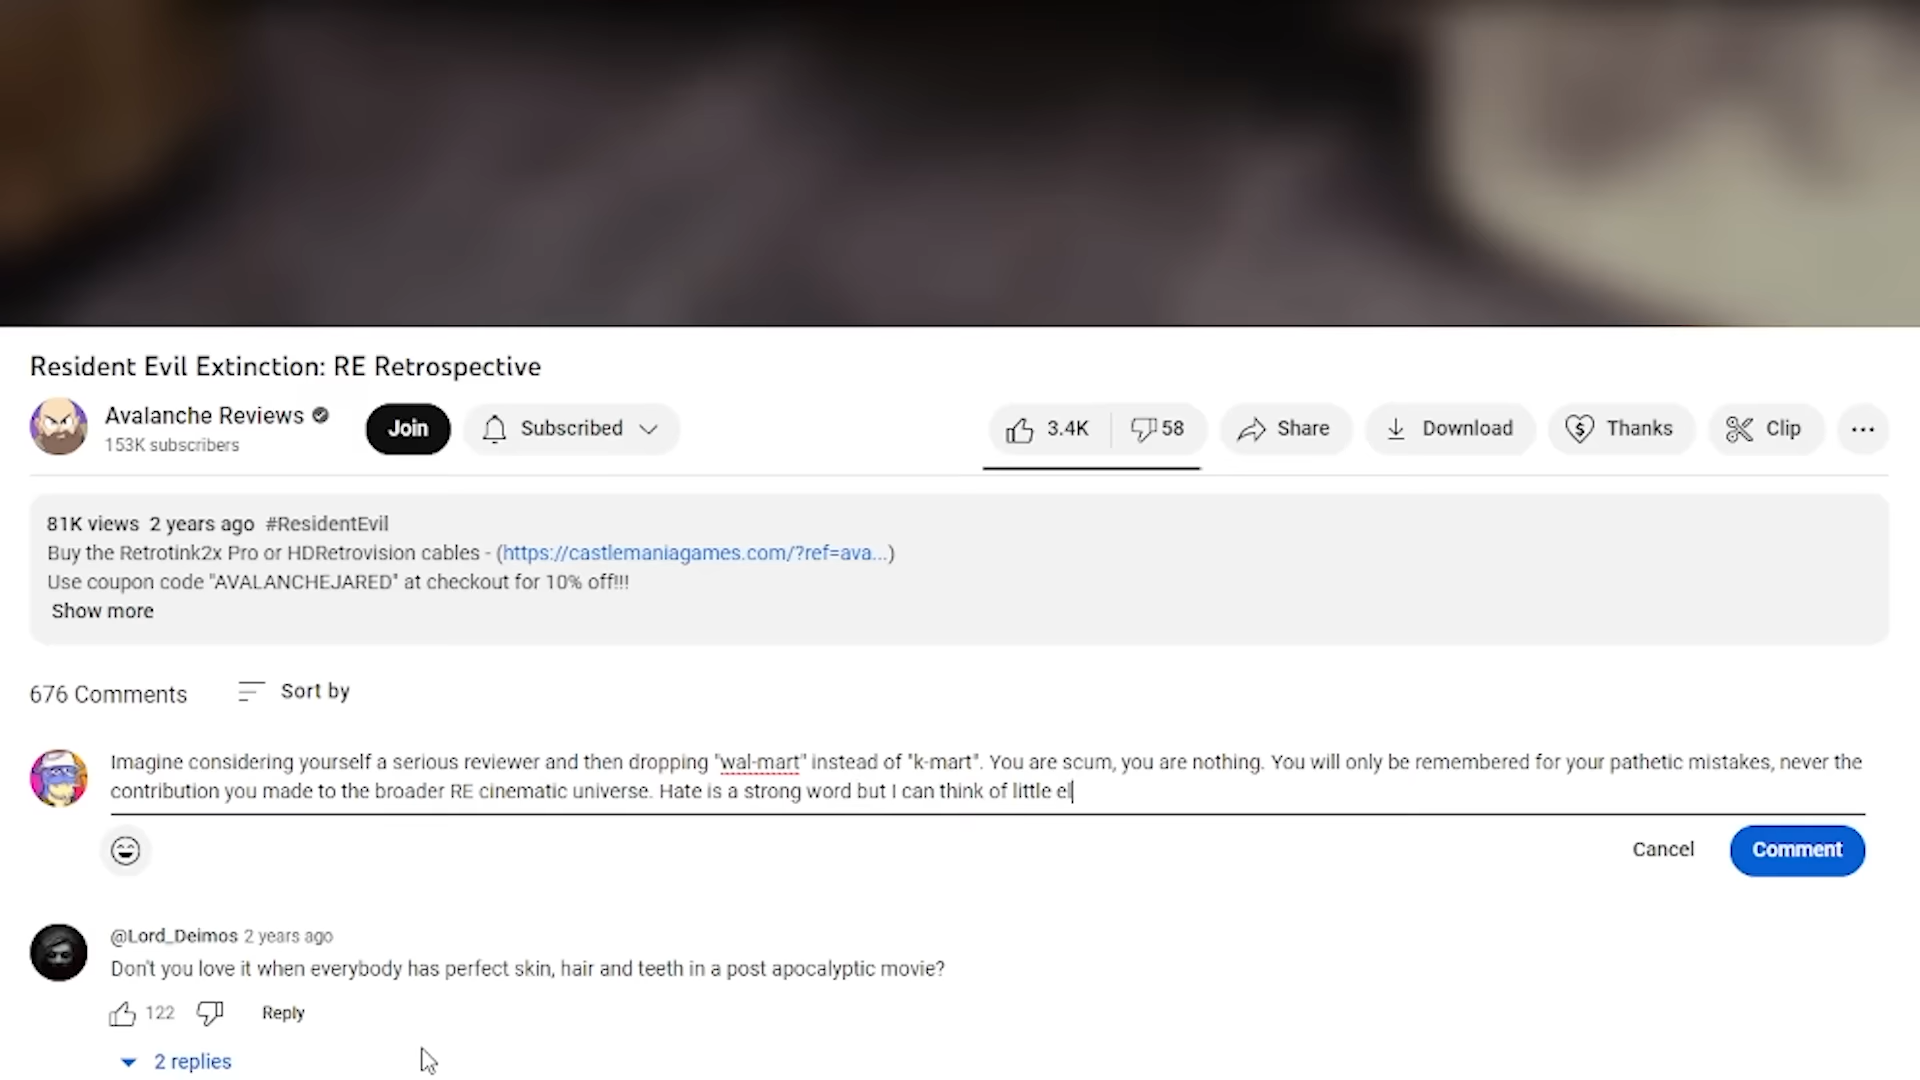 Resident Evil Extinction: RE Retrospective
Avalanche Reviews
153K subscribers
Join
Subscribed
3.4K
58
Share
Download
Thanks
Clip
81K views 2 years ago #ResidentEvil
Buy the Retrotink2x Pro or HDRetrovision cables - (https://castlemaniagames.com/?ref=ava...)
Use coupon code "AVALANCHEJARED" at checkout for 10% off!!!
Show more
676 Comments
Sort by
Imagine considering yourself a serious reviewer and then dropping "wal-mart" instead of "k-mart". You are scum, you are nothing. You will only be remembered for your pathetic mistakes, never the
contribution you made to the broader RE cinematic universe. Hate is a strong word but I can think of little el
Cancel
Comment
@Lord_Deimos 2 years ago
Don't you love it when everybody has perfect skin, hair and teeth in a post apocalyptic movie?
122
Reply
2 replies